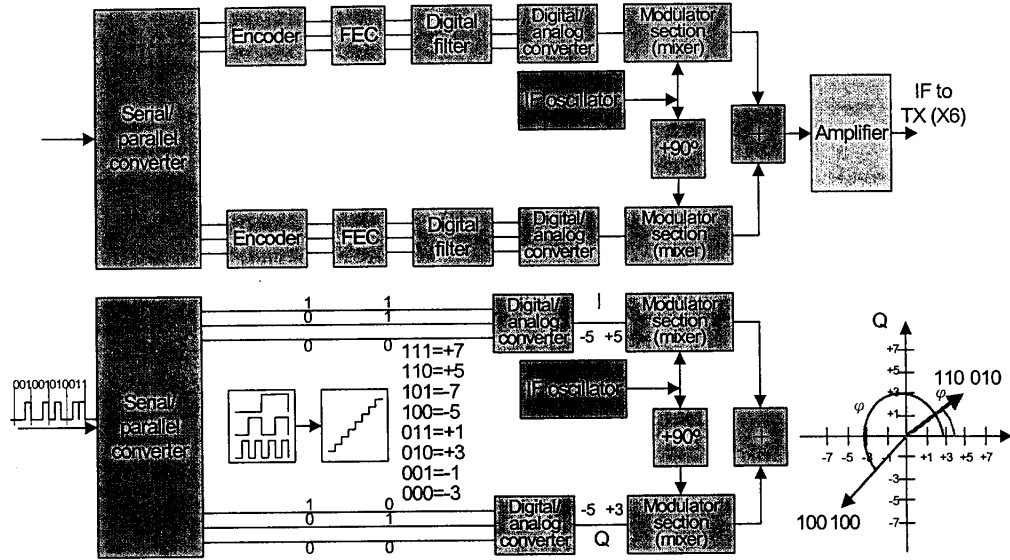 Serial/
parallel
converter
Encoder
FEC
Digital
filter
Digital/
analog
converter
Modulator
section
(mixer)
IF oscillator
+90º
+
Amplifier
IF to
TX (X6)
Encoder
FEC
Digital
filter
Digital/
analog
converter
Modulator
section
(mixer)
001001010011
Serial/
parallel
converter
1 1
0 1
0 0
111=+7
110=+5
101=-7
100=-5
011=+1
010=+3
001=-1
000=-3
1 0
0 1
0 0
Digital/
analog
converter
I
-5 +5
Modulator
section
(mixer)
IF oscillator
+90º
+
Digital/
analog
converter
-5 +3
Q
Modulator
section
(mixer)
Q
+7
+5
+3
+1
φ
φ
110 010
-7 -5 -3 -1 +1 +3 +5 +7
I
-1
-3
-5
-7
100 100